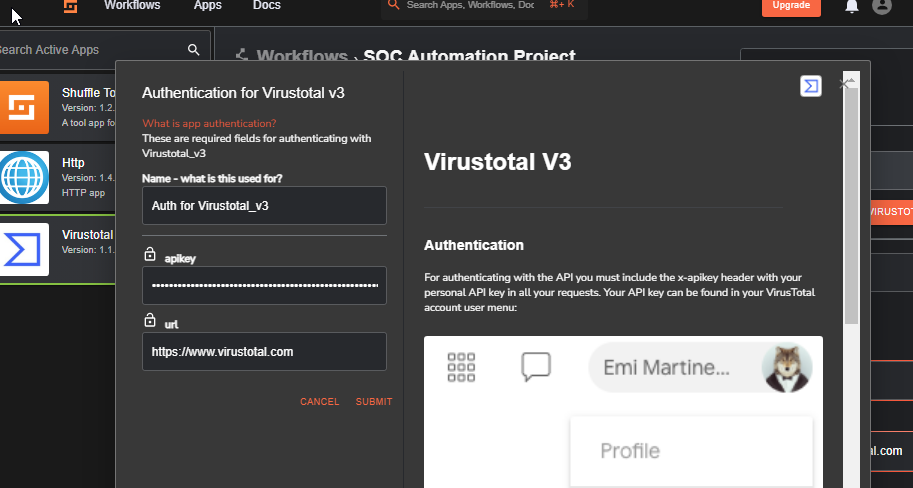 Workflows
Apps
Docs
Search Apps, Workflows, Doc
⌘+ K
Upgrade
Search Active Apps
Workflows › SOC Automation Project
Shuffle To
Version: 1.2.
A tool app fo
Http
Version: 1.4.
HTTP app
Virustotal
Version: 1.1.
Authentication for Virustotal v3
What is app authentication?
These are required fields for authenticating with
Virustotal_v3
Name - what is this used for?
Auth for Virustotal_v3
apikey
url
https://www.virustotal.com
CANCEL
SUBMIT
Virustotal V3
Authentication
For authenticating with the API you must include the x-apikey header with your
personal API key in all your requests. Your API key can be found in your VirusTotal
account user menu:
Emi Martine...
Profile
VIRUSTOT
al.com